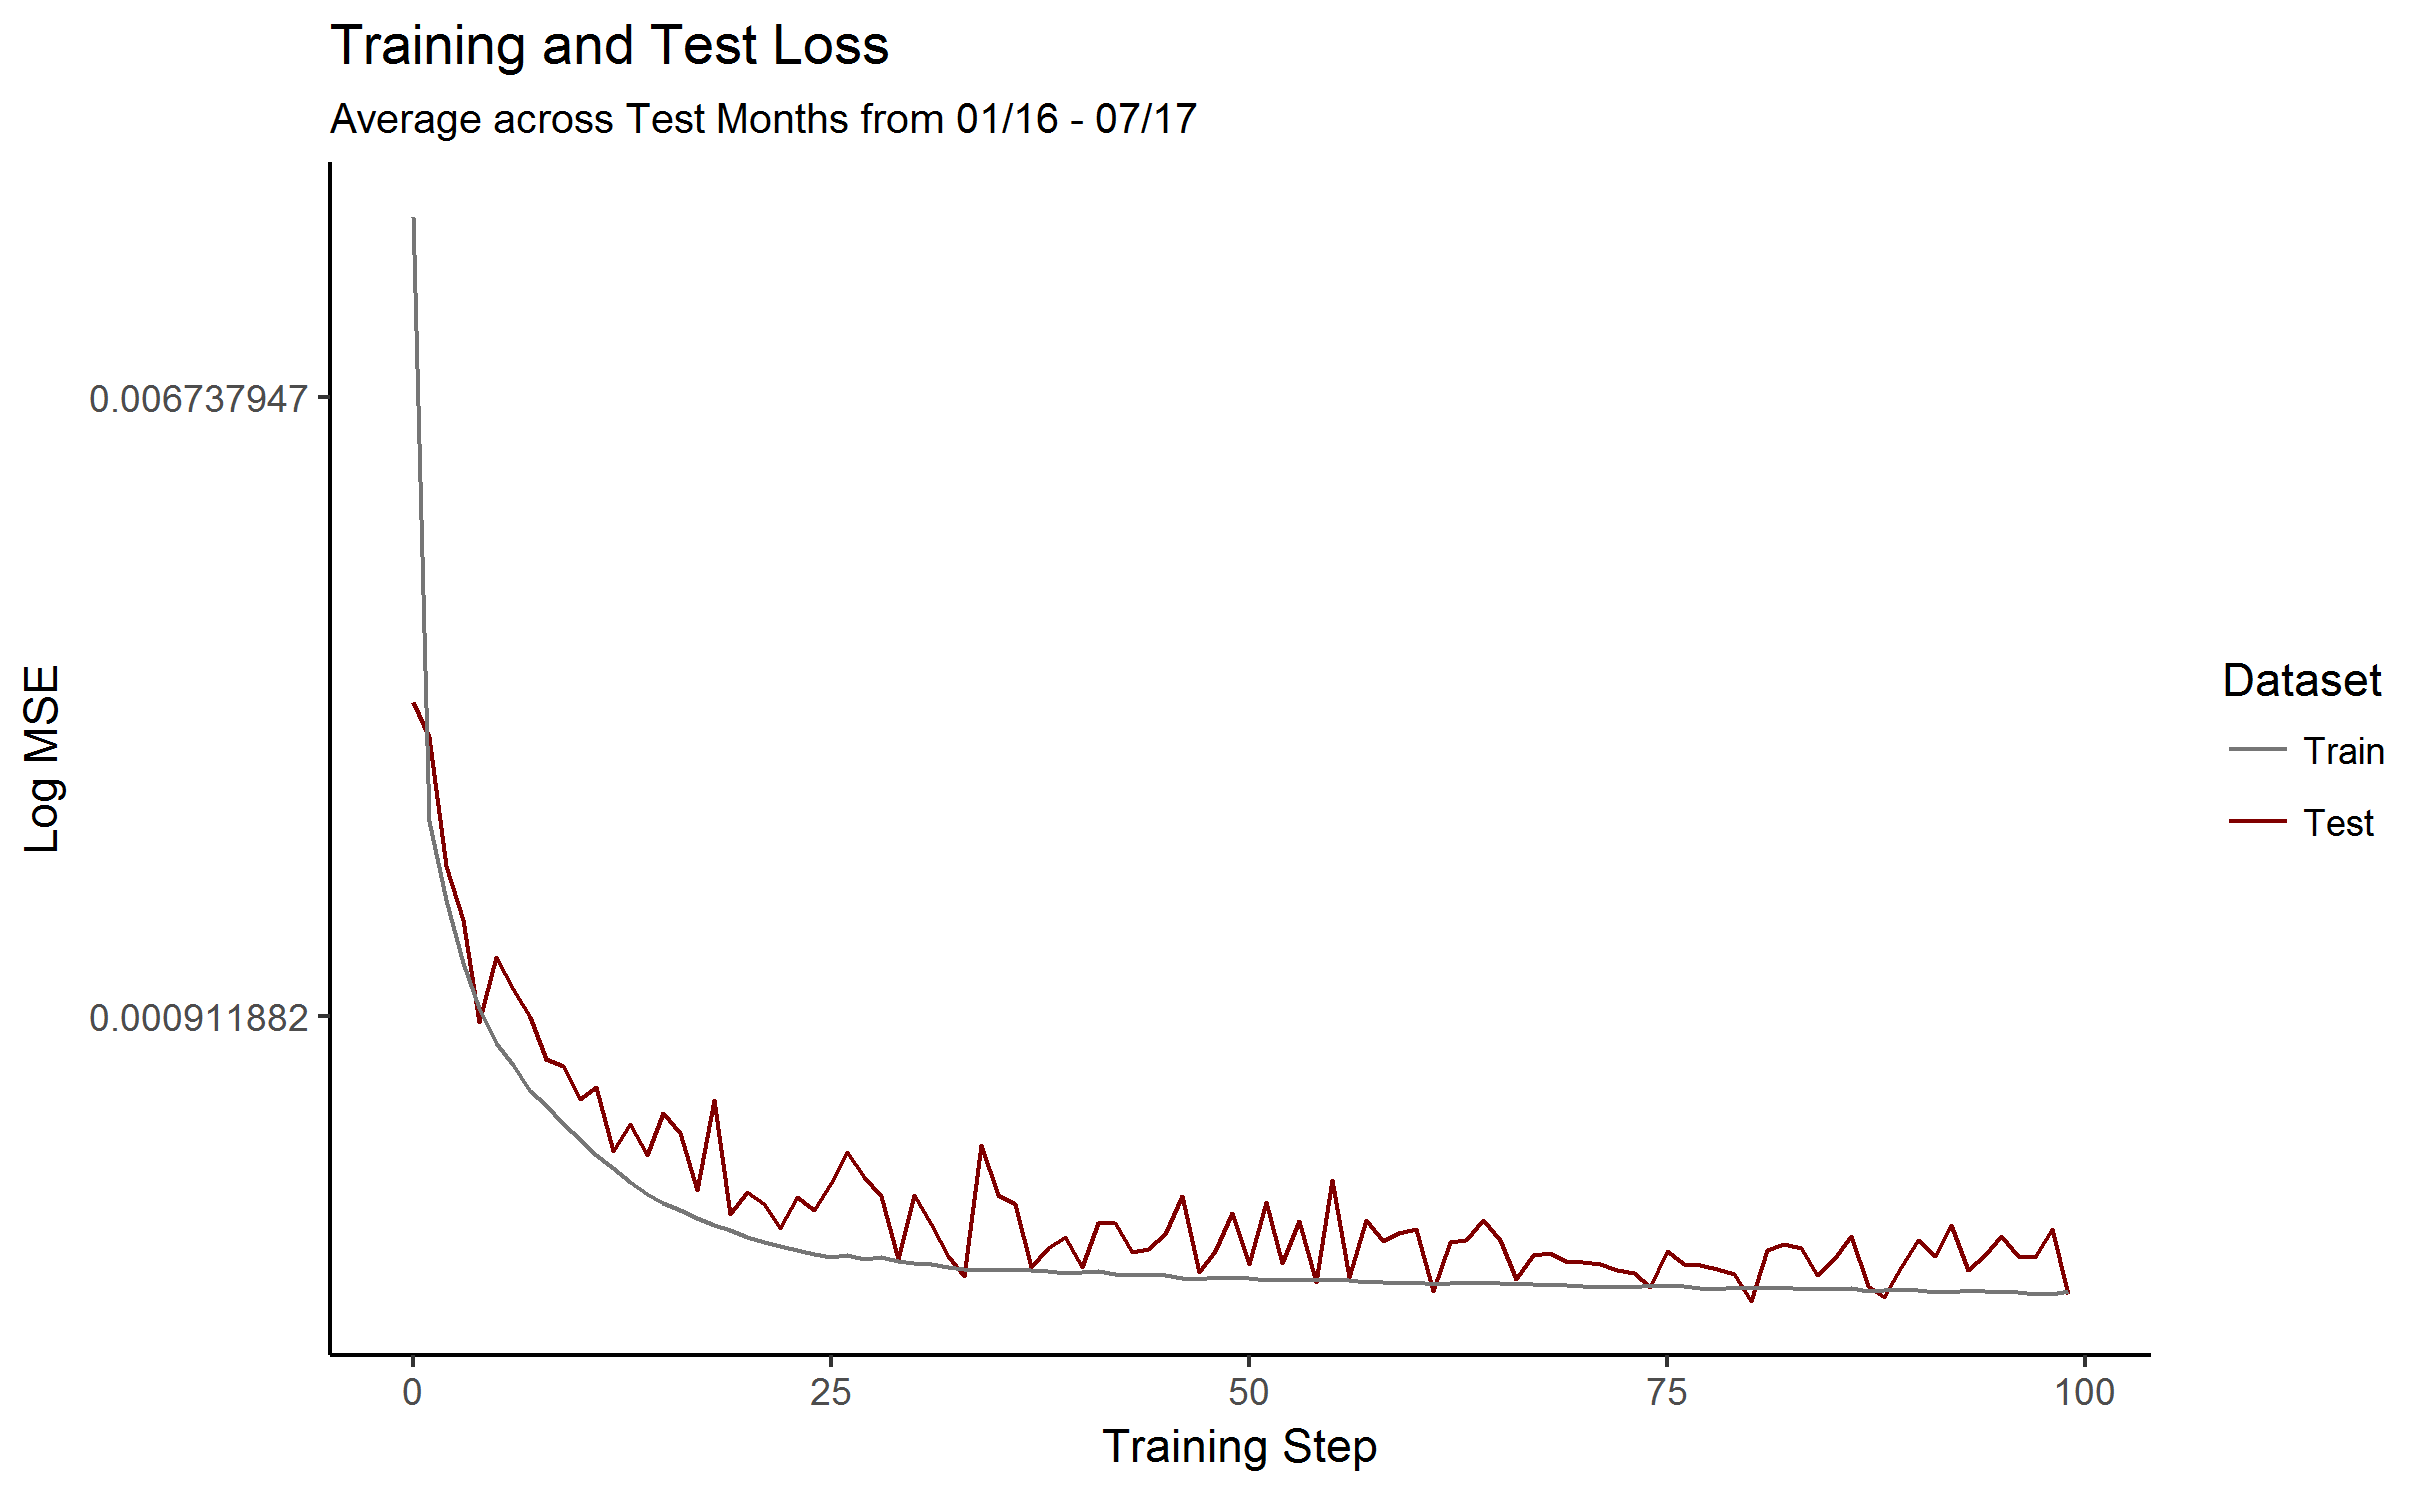 Training and Test Loss
Average across Test Months from 01/16 - 07/17
0.006737947
0.000911882
Log MSE
0 25 50 75 100
Training Step
Dataset
Train
Test